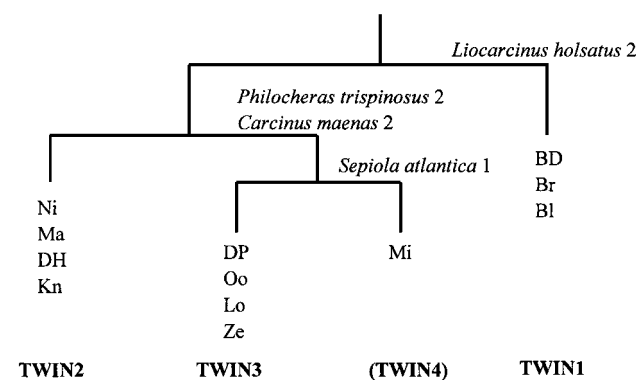 Liocarcinus holsatus 2
Philocheras trispinosus 2
Carcinus maenas 2
Sepiola atlantica 1
Ni
Ma
DH
Kn
DP
Oo
Lo
Ze
Mi
BD
Br
Bl
TWIN2
TWIN3
(TWIN4)
TWIN1